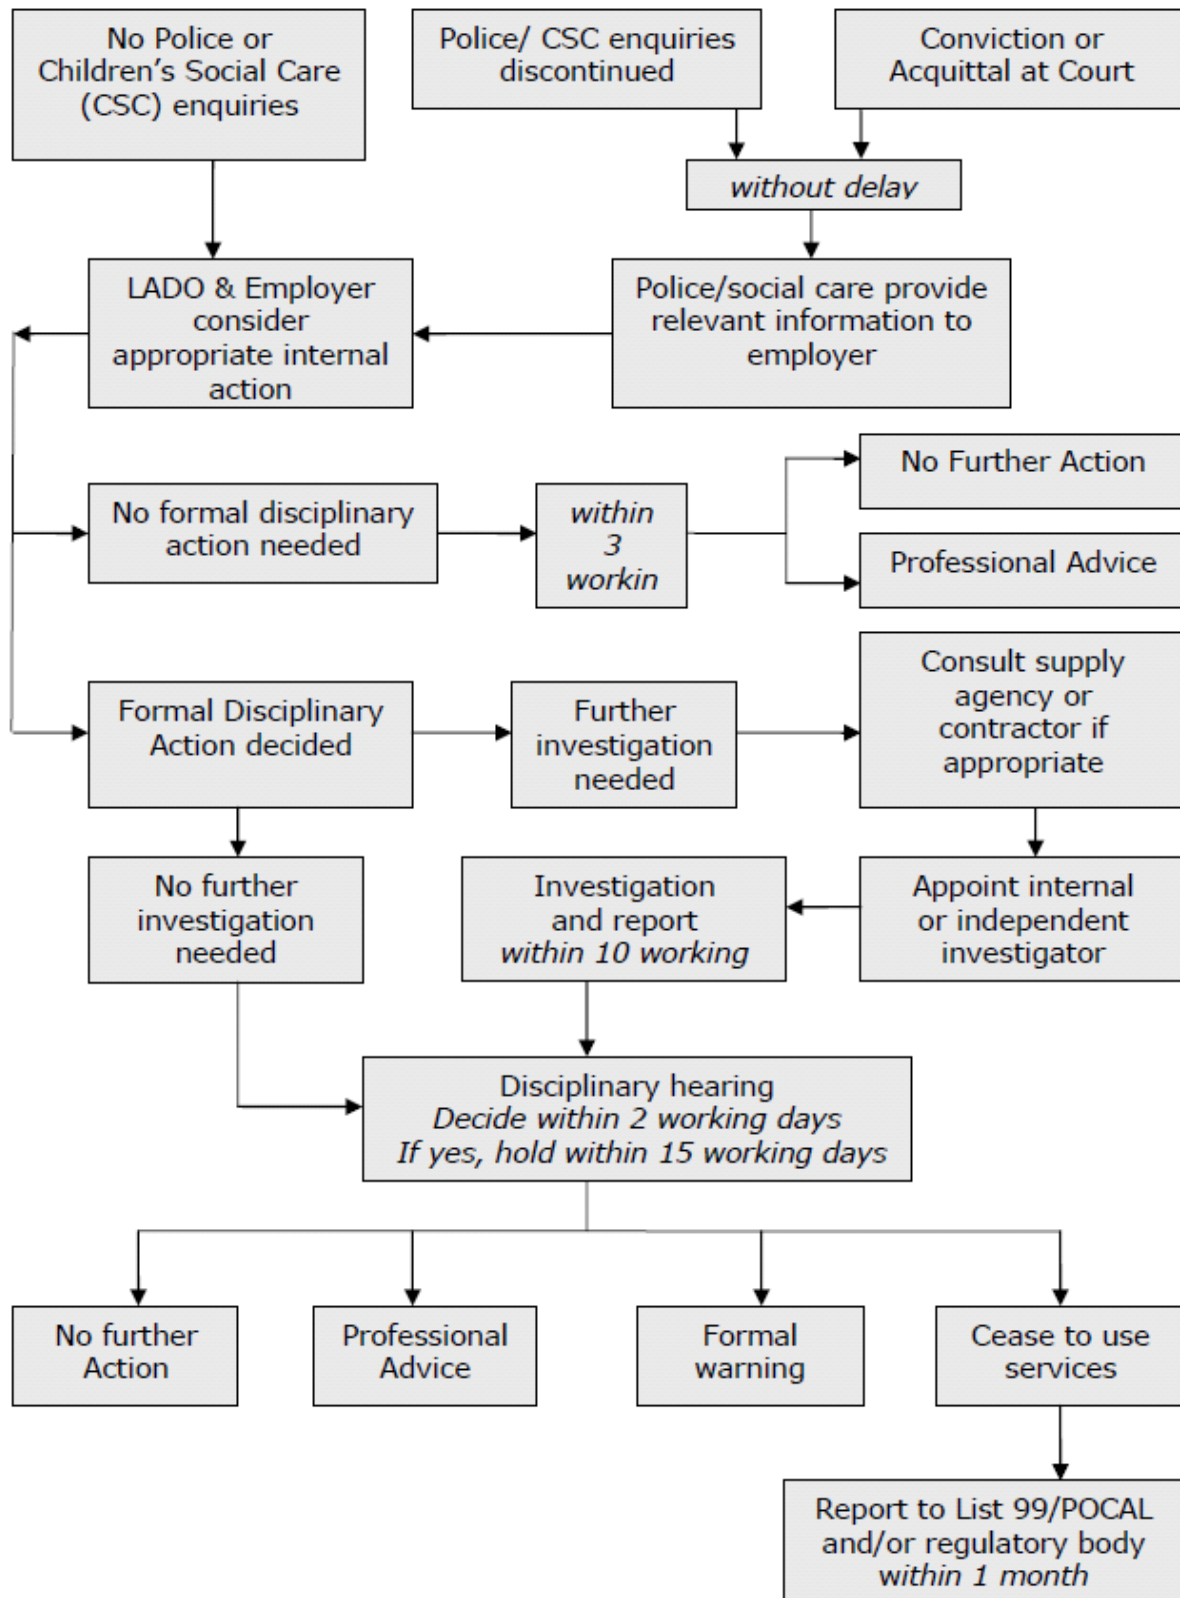 No Police or
Children's Social Care
(CSC) enquiries
Police/ CSC enquiries
discontinued
Conviction or
Acquittal at Court
without delay
LADO & Employer
consider
appropriate internal
action
Police/social care provide
relevant information to
employer
No formal disciplinary
action needed
within
3
workin
No Further Action
Professional Advice
Formal Disciplinary
Action decided
Further
investigation
needed
Consult supply
agency or
contractor if
appropriate
No further
investigation
needed
Investigation
and report
within 10 working
Appoint internal
or independent
investigator
Disciplinary hearing
Decide within 2 working days
If yes, hold within 15 working days
No further
Action
Professional
Advice
Formal
warning
Cease to use
services
Report to List 99/POCAL
and/or regulatory body
within 1 month